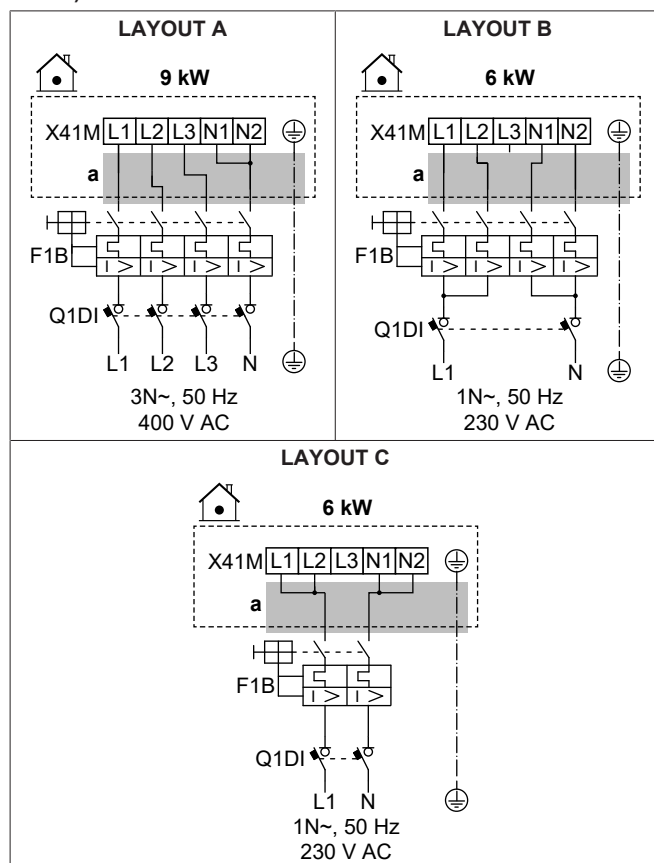 LAYOUT A
9 kW
X41M L1 L2 L3 N1 N2
a
F1B
I > I > I > I >
Q1DI
L1 L2 L3 N
3N~, 50 Hz
400 V AC
LAYOUT B
6 kW
X41M L1 L2 L3 N1 N2
a
F1B
I > I > I > I >
Q1DI
L1 N
1N~, 50 Hz
230 V AC
LAYOUT C
6 kW
X41M L1 L2 L3 N1 N2
a
F1B
I > I >
Q1DI
L1 N
1N~, 50 Hz
230 V AC